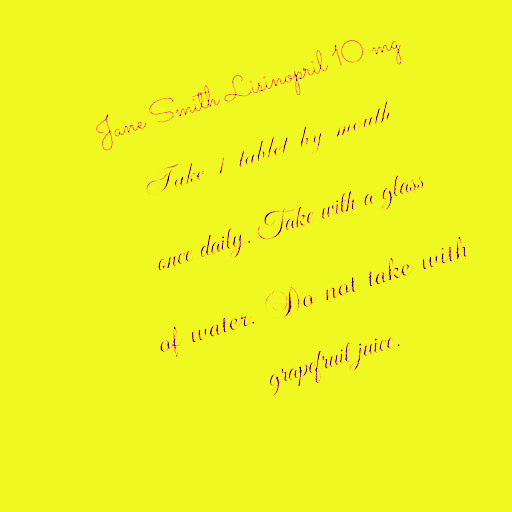 Jane Smith Lisinopril 10 mg
Take 1 tablet by mouth
once daily. Take with a glass
of water. Do not take with
grapefruit juice.